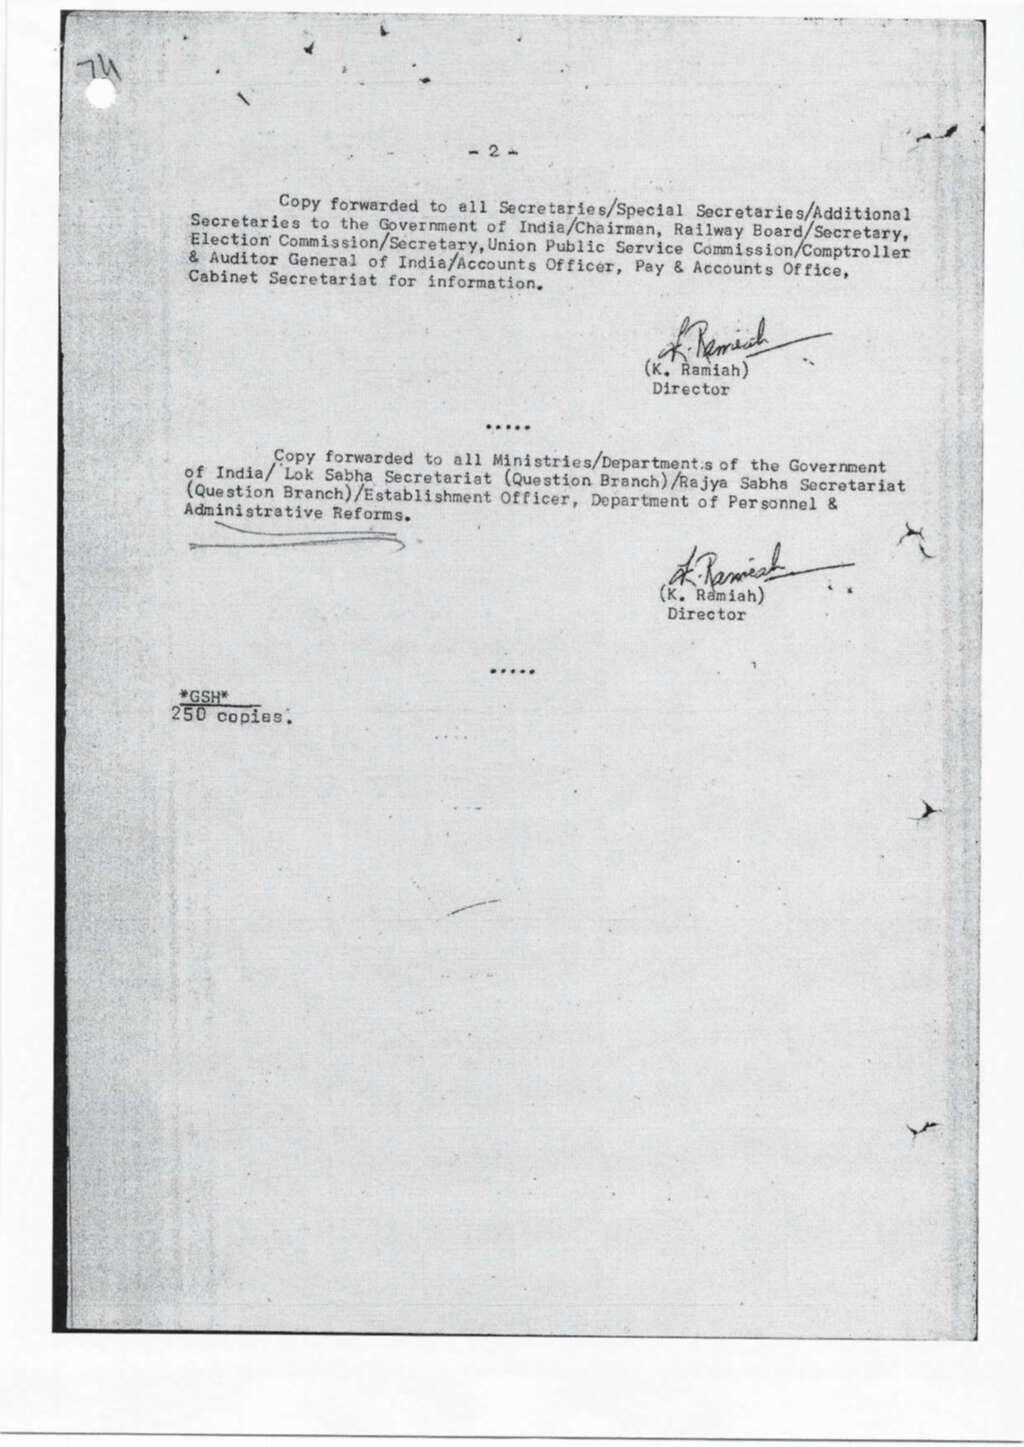 74
- 2 -
Copy forwarded to all Secretaries/Special Secretaries/Additional
Secretaries to the Government of India/Chairman, Railway Board/Secretary,
Election Commission/Secretary,Union Public Service Commission/Comptroller
& Auditor General of India/Accounts Officer, Pay & Accounts Office,
Cabinet Secretariat for information.
K. Ramiah
(K. Ramiah)
Director
.....
Copy forwarded to all Ministries/Department.s of the Government
of India/ Lok Sabha Secretariat (Question Branch)/Rajya Sabha Secretariat
(Question Branch)/Establishment Officer, Department of Personnel &
Administrative Reforms.
K. Ramiah
(K. Ramiah)
Director
.....
*GSH*
250 copies.